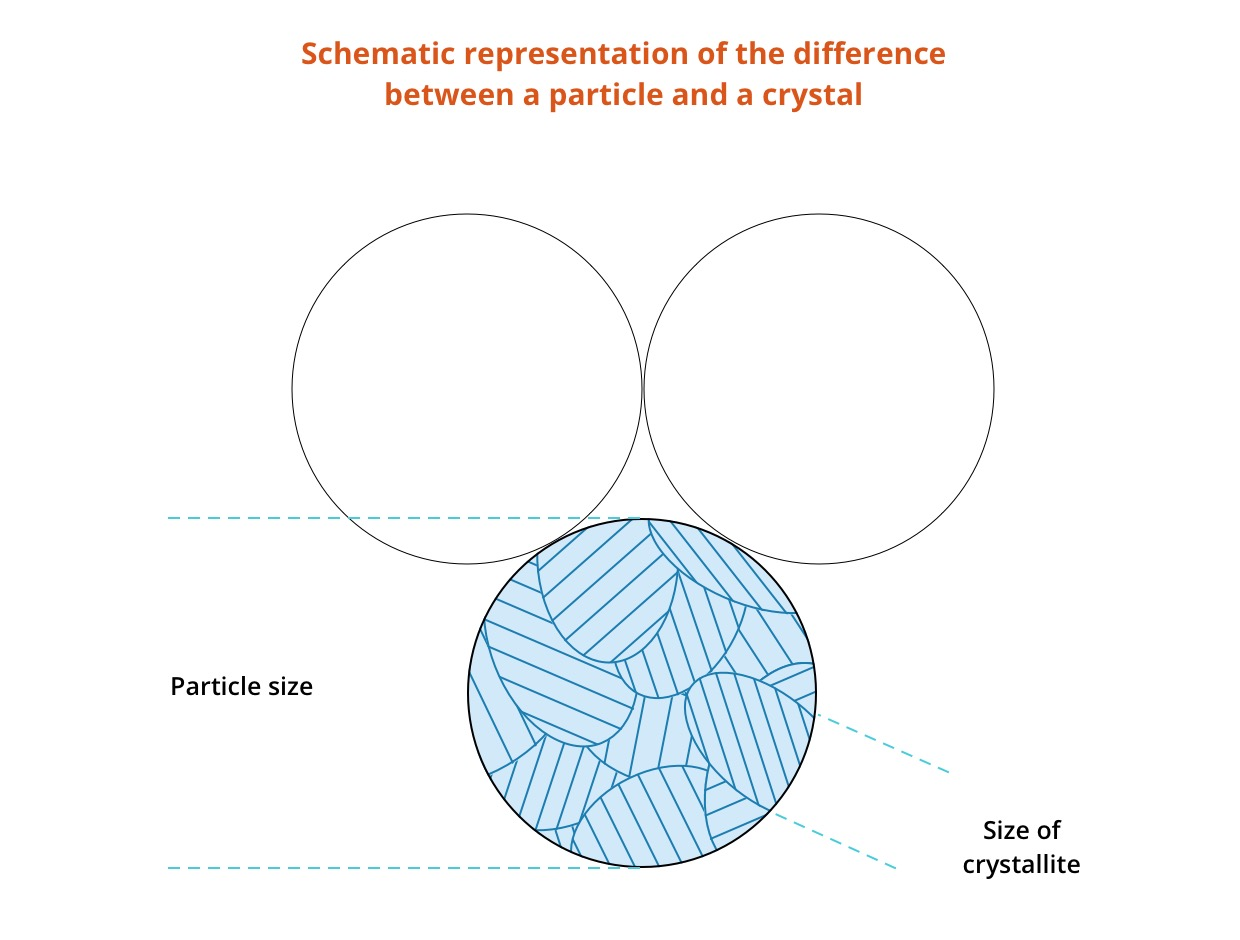 Schematic representation of the difference
between a particle and a crystal
Particle size
Size of
crystallite